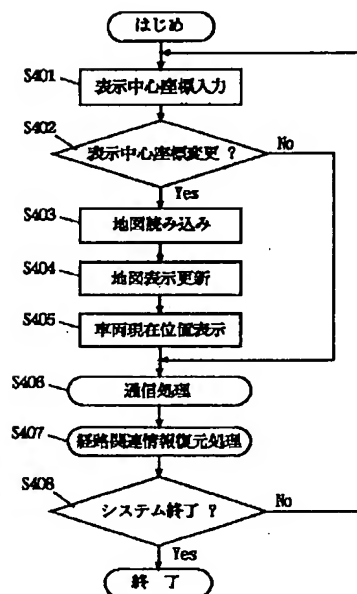 はじめ
S401
表示中心座標入力
S402
表示中心座標変更？
No
Yes
S403
地図読み込み
S404
地図表示更新
S405
車両現在位置表示
S406
通信処理
S407
経路関連情報復元処理
S408
システム終了？
No
Yes
終了